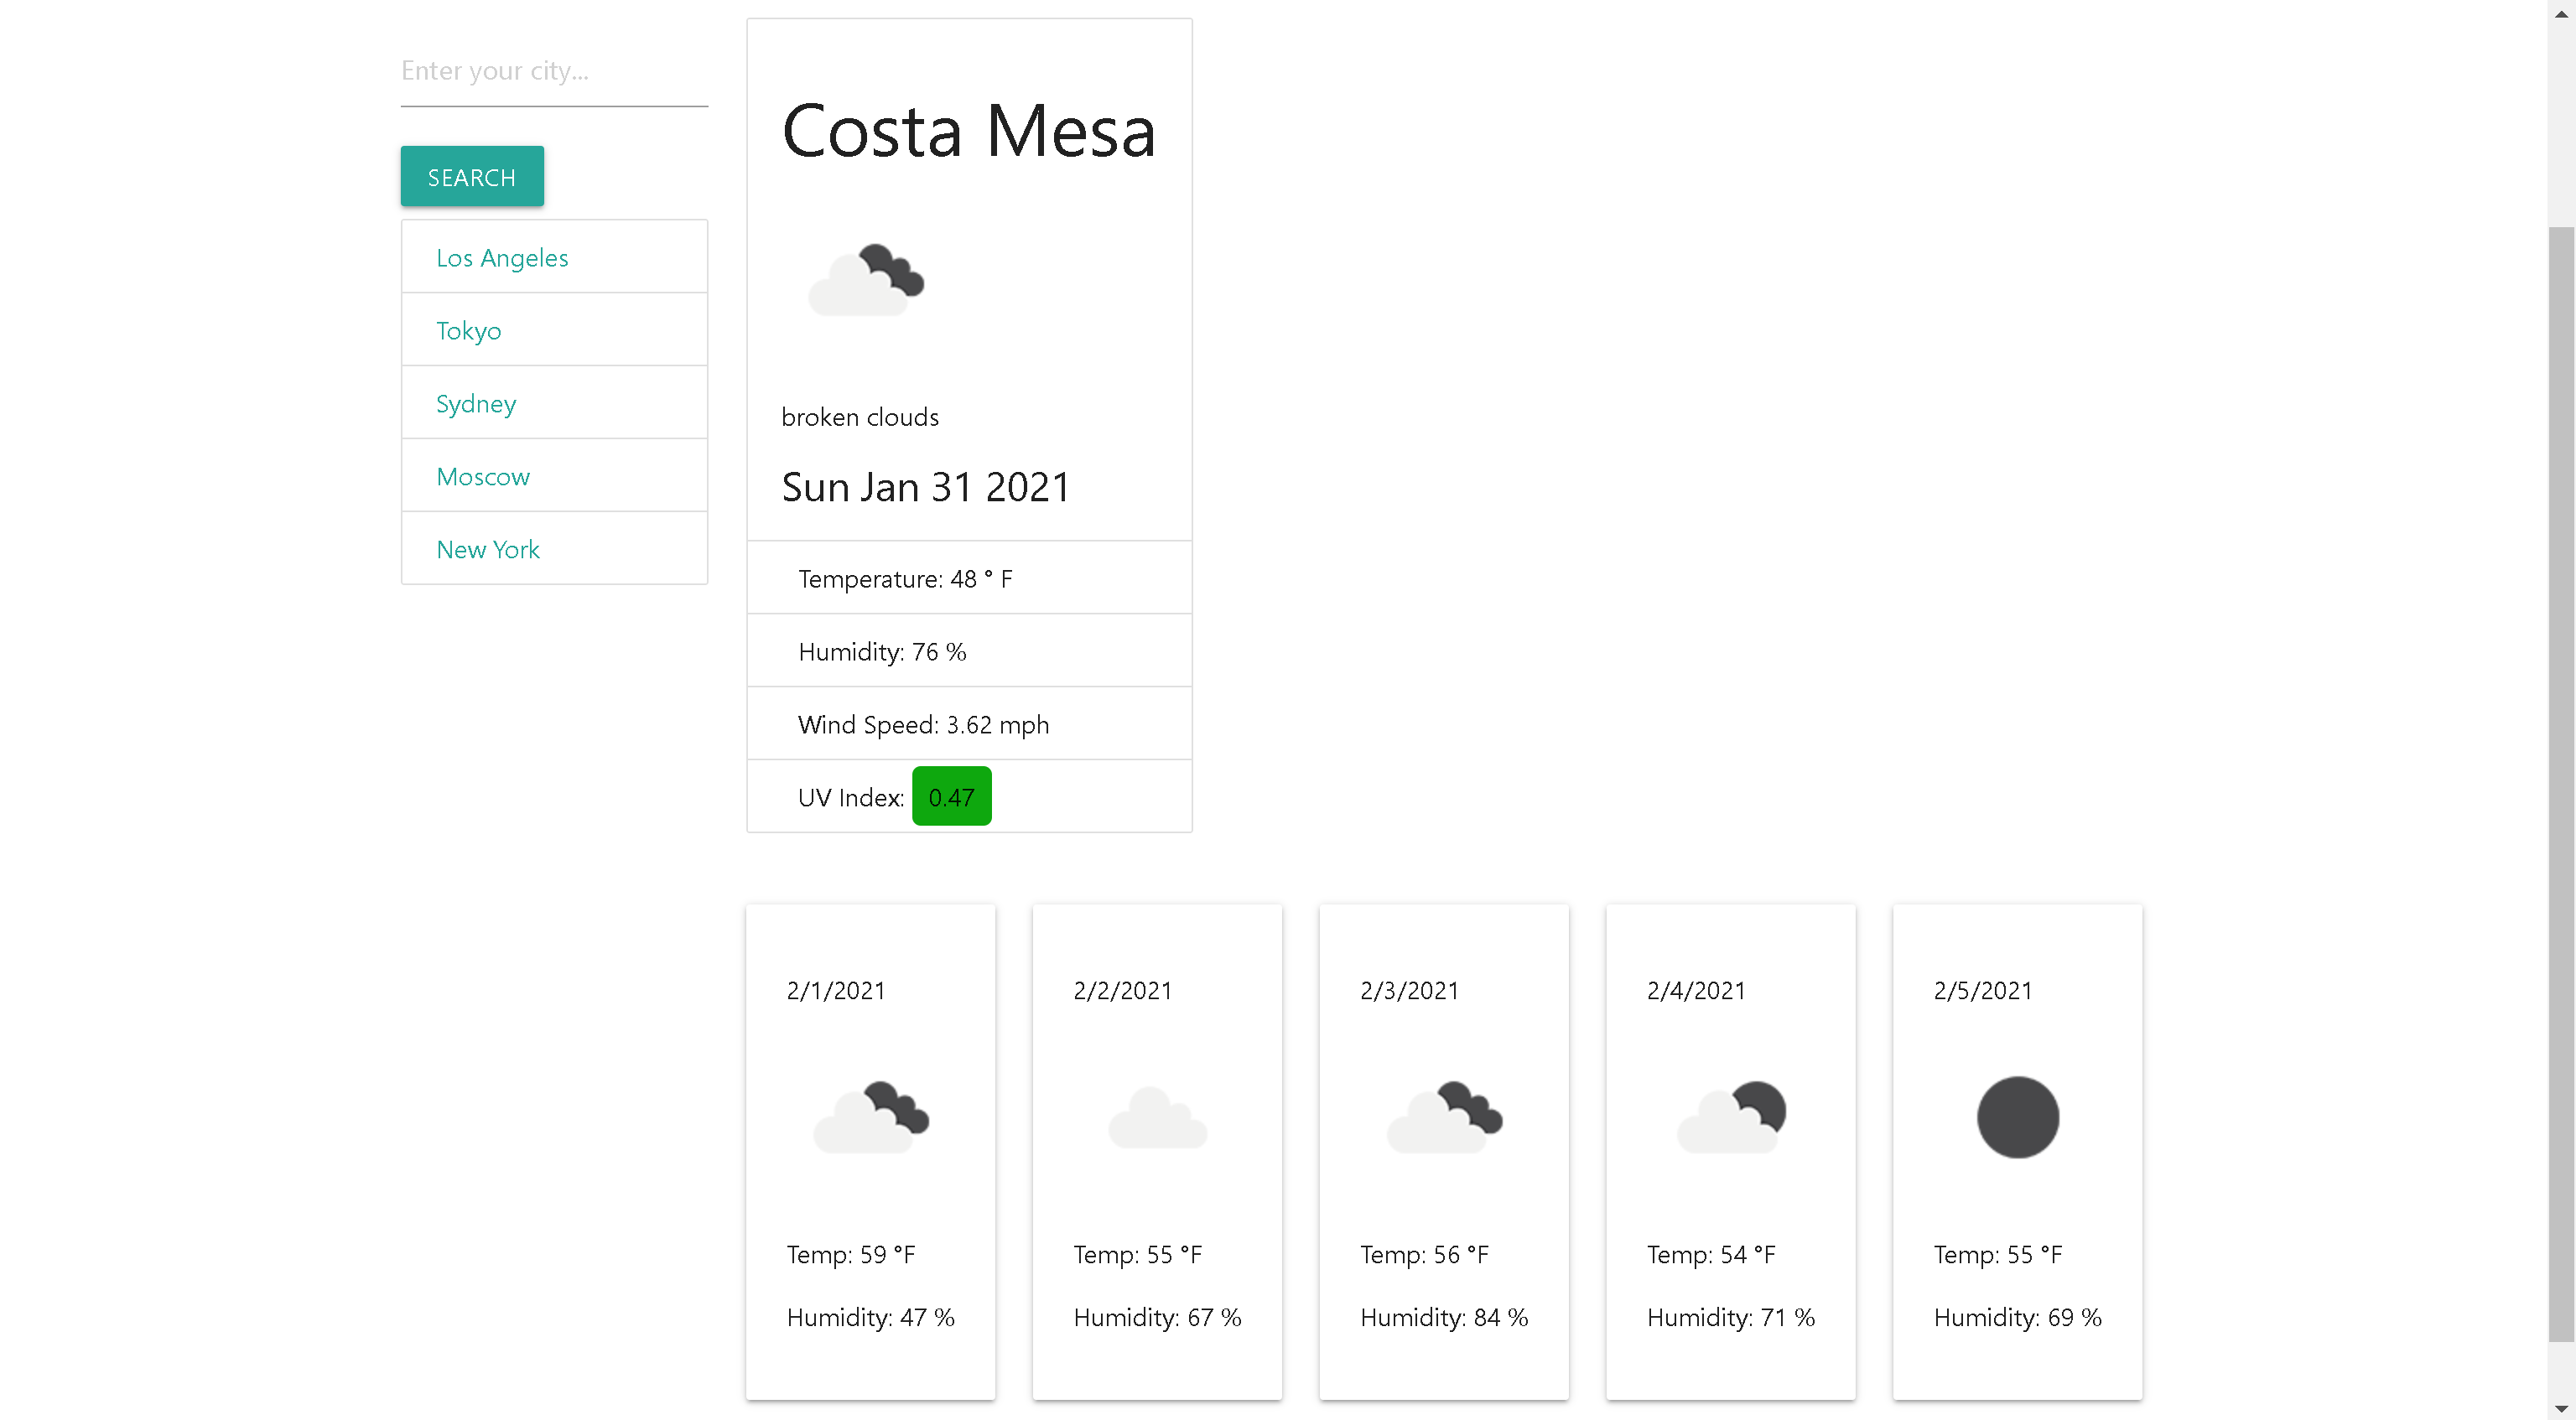 Enter your city...
SEARCH
Los Angeles
Tokyo
Sydney
Moscow
New York
Costa Mesa
broken clouds
Sun Jan 31 2021
Temperature: 48 ° F
Humidity: 76 %
Wind Speed: 3.62 mph
UV Index: 0.47
2/1/2021
Temp: 59 °F
Humidity: 47 %
2/2/2021
Temp: 55 °F
Humidity: 67 %
2/3/2021
Temp: 56 °F
Humidity: 84 %
2/4/2021
Temp: 54 °F
Humidity: 71 %
2/5/2021
Temp: 55 °F
Humidity: 69 %